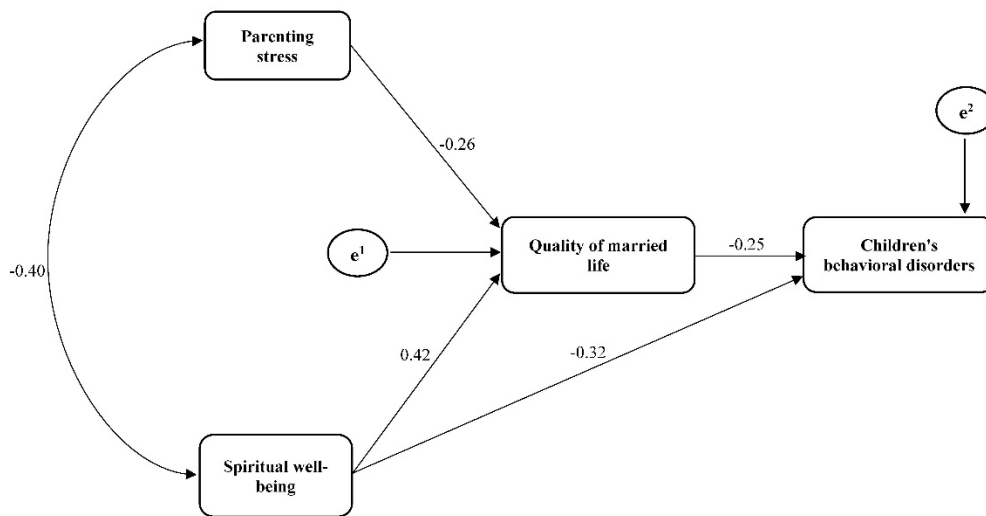 Parenting
stress
e²
-0.26
Quality of married
life
-0.25
Children's
behavioral disorders
e¹
-0.40
0.42
-0.32
Spiritual well-
being